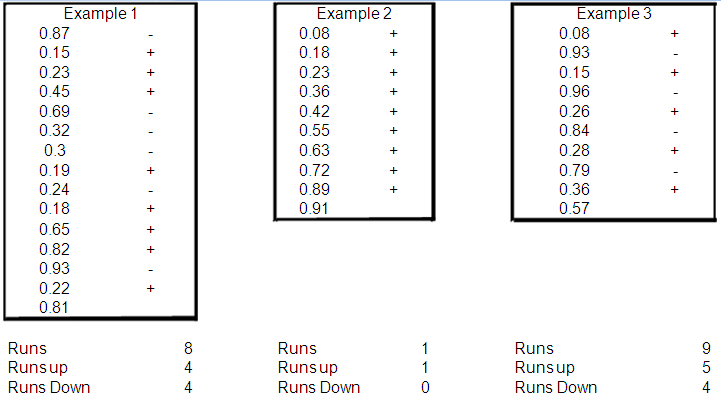 Example 1
0.87 -
0.15 +
0.23 +
0.45 +
0.69 -
0.32 -
0.3 -
0.19 +
0.24 -
0.18 +
0.65 +
0.82 +
0.93 -
0.22 +
0.81
Runs 8
Runs up 4
Runs Down 4
Example 2
0.08 +
0.18 +
0.23 +
0.36 +
0.42 +
0.55 +
0.63 +
0.72 +
0.89 +
0.91
Runs 1
Runs up 1
Runs Down 0
Example 3
0.08 +
0.93 -
0.15 +
0.96 -
0.26 +
0.84 -
0.28 +
0.79 -
0.36 +
0.57
Runs 9
Runs up 5
Runs Down 4